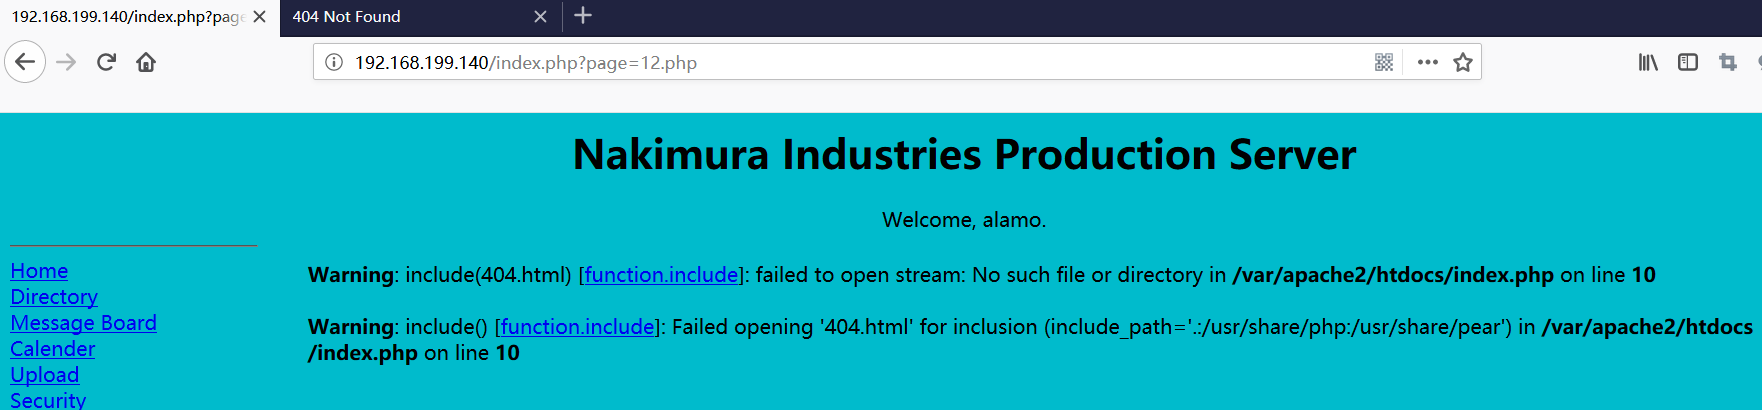 192.168.199.140/index.php?page
404 Not Found
192.168.199.140/index.php?page=12.php
Nakimura Industries Production Server
Welcome, alamo.
Home
Directory
Message Board
Calender
Upload
Security
Warning: include(404.html) [function.include]: failed to open stream: No such file or directory in /var/apache2/htdocs/index.php on line 10
Warning: include() [function.include]: Failed opening '404.html' for inclusion (include_path='.:/usr/share/php:/usr/share/pear') in /var/apache2/htdocs
/index.php on line 10